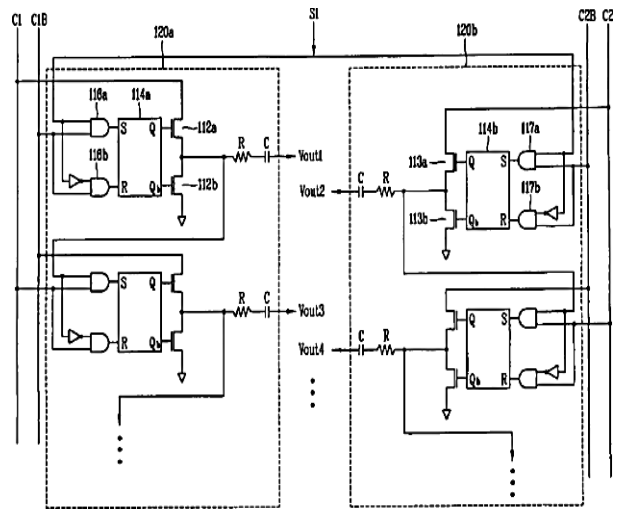 C1 C1B S1 C2B C2
120a 120b
116a 114a 114b 117a
S Q 112a R C Vout1 113a Q S
116b Vout2 C R 117b
R Qb 112b 113b Qb R
S Q R C Vout3 Q S
R Qb Vout4 C R Qb R